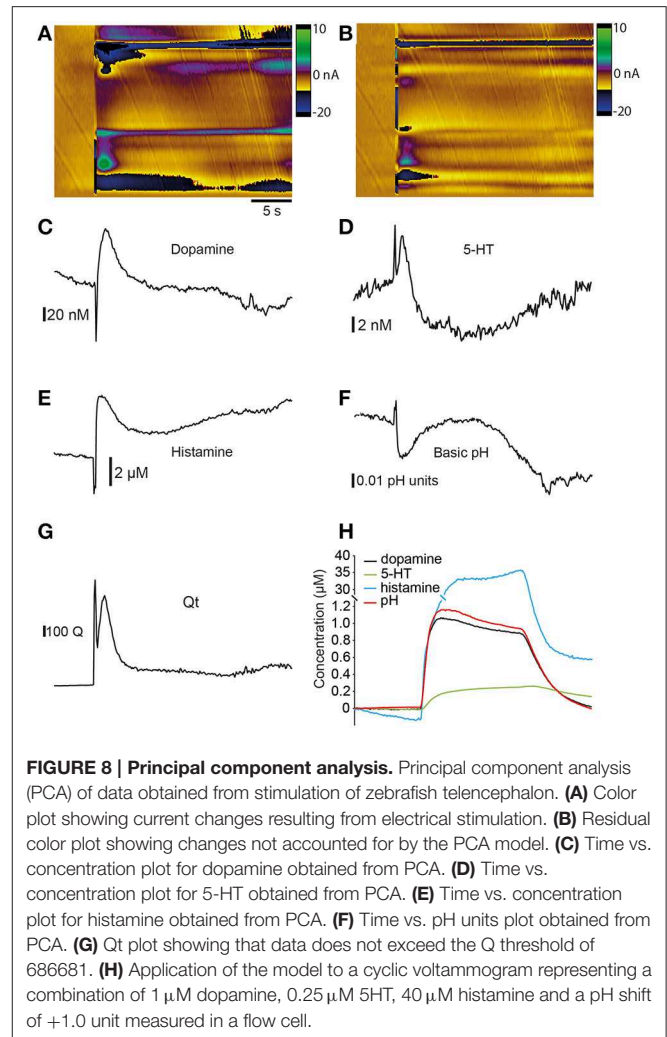 A
10
0 nA
-20
B
10
0 nA
-20
5 s
C
Dopamine
20 nM
D
5-HT
2 nM
E
Histamine
2 µM
F
Basic pH
0.01 pH units
G
Qt
100 Q
H
dopamine
5-HT
histamine
pH
Concentration (µM)
40
35
30
1.2
1.0
0.8
0.6
0.4
0.2
0
FIGURE 8 | Principal component analysis. Principal component analysis
(PCA) of data obtained from stimulation of zebrafish telencephalon. (A) Color
plot showing current changes resulting from electrical stimulation. (B) Residual
color plot showing changes not accounted for by the PCA model. (C) Time vs.
concentration plot for dopamine obtained from PCA. (D) Time vs.
concentration plot for 5-HT obtained from PCA. (E) Time vs. concentration
plot for histamine obtained from PCA. (F) Time vs. pH units plot obtained from
PCA. (G) Qt plot showing that data does not exceed the Q threshold of
686681. (H) Application of the model to a cyclic voltammogram representing a
combination of 1 µM dopamine, 0.25 µM 5HT, 40 µM histamine and a pH shift
of +1.0 unit measured in a flow cell.